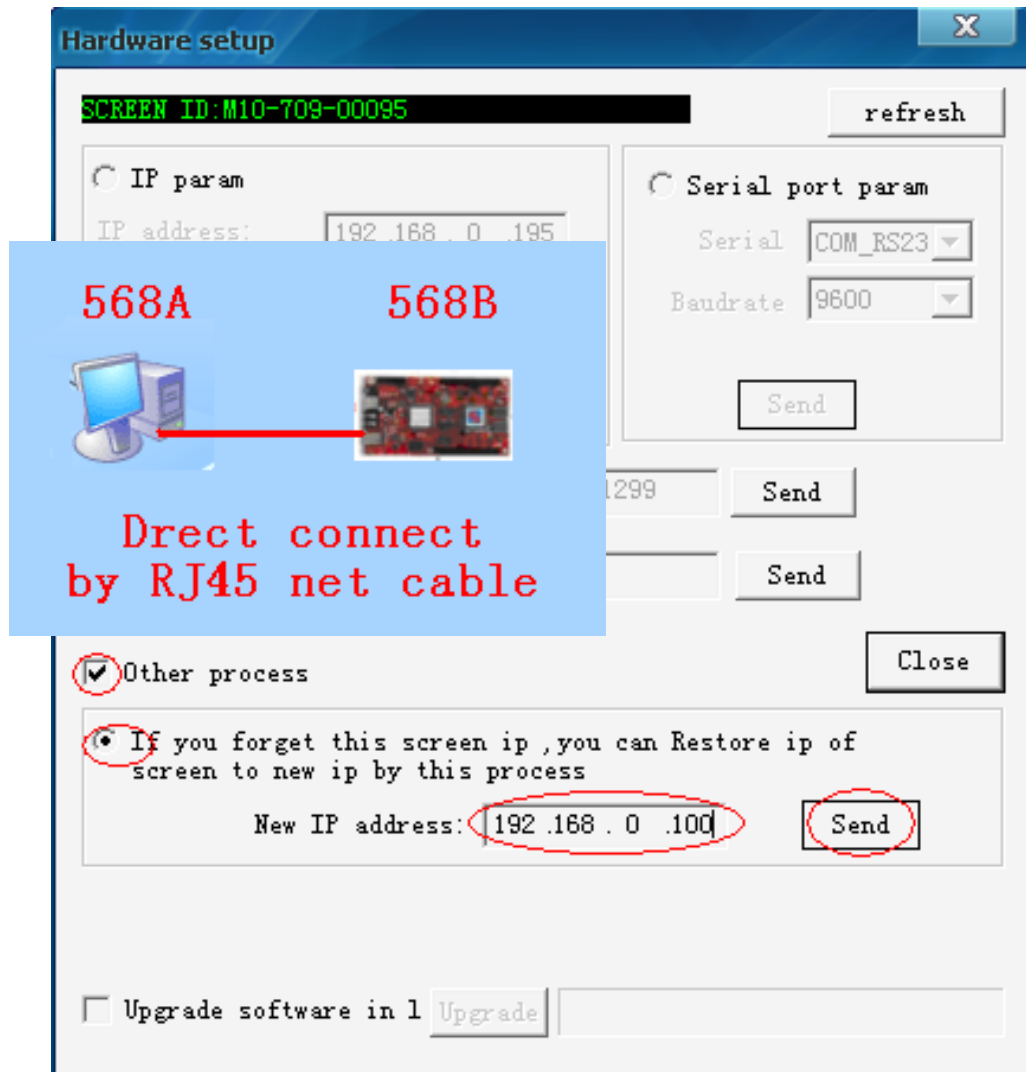 Hardware setup
SCREEN ID:M10-709-00095
refresh
IP param
IP address: 192 .168 . 0 .195
Serial port param
Serial COM_RS23
Baudrate 9600
Send
568A 568B
Drect connect
by RJ45 net cable
1299 Send
Send
Other process
Close
If you forget this screen ip ,you can Restore ip of
screen to new ip by this process
New IP address: 192 .168 . 0 .100 Send
Upgrade software in l Upgrade